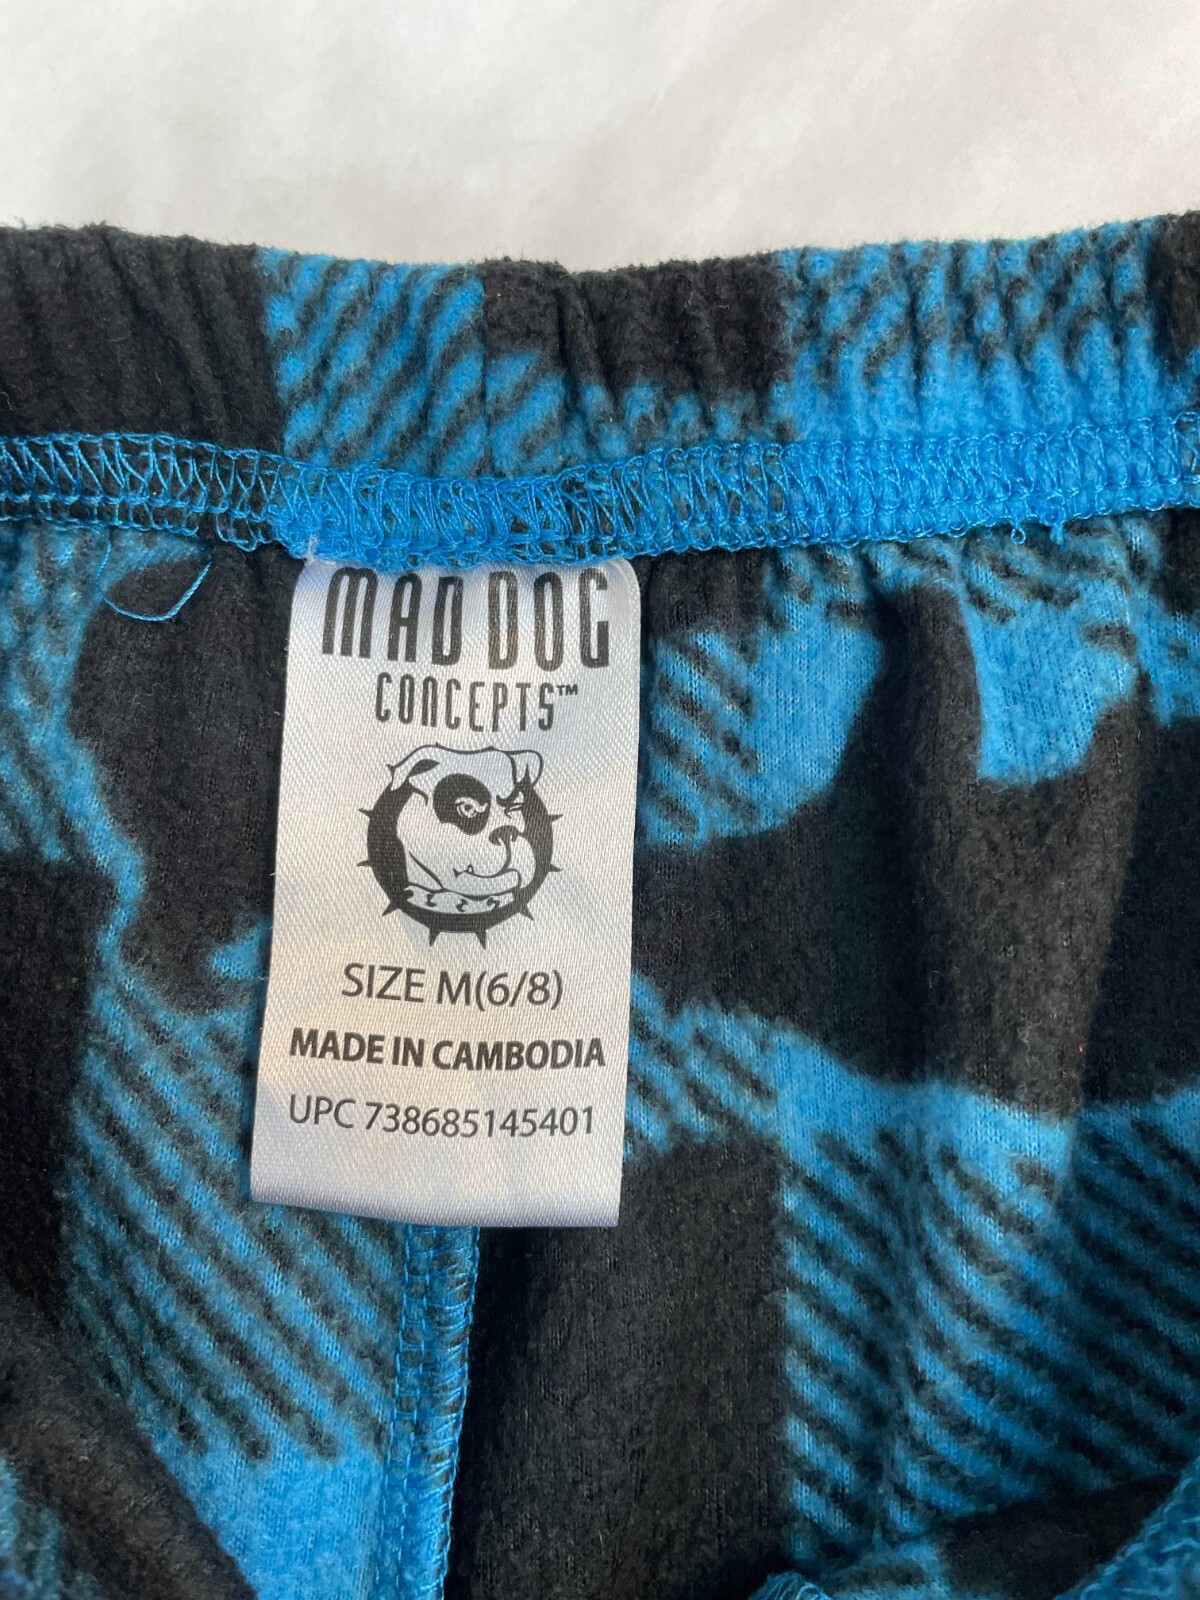 MAD DOG
CONCEPTS™
SIZE M(6/8)
MADE IN CAMBODIA
UPC 738685145401